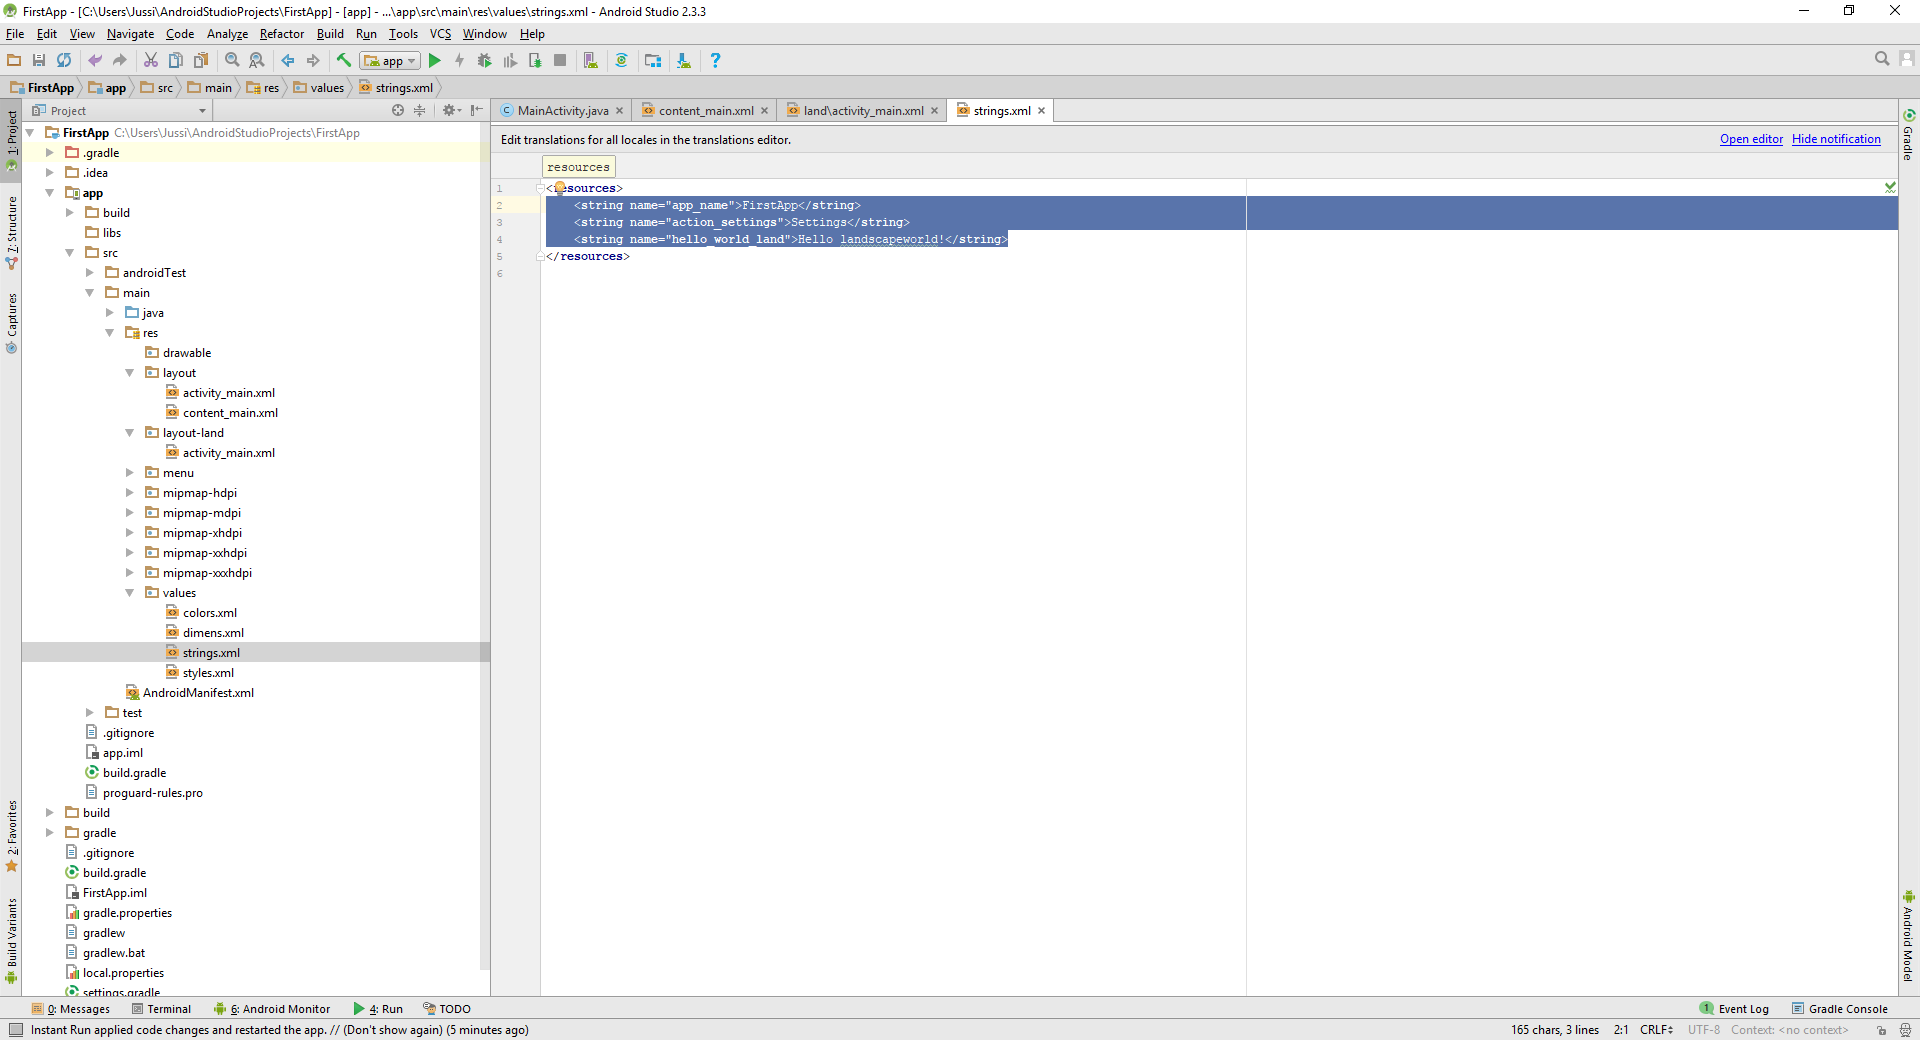 FirstApp - [C:\Users\Jussi\AndroidStudioProjects\FirstApp] - [app] - ...\app\src\main\res\values\strings.xml - Android Studio 2.3.3
File Edit View Navigate Code Analyze Refactor Build Run Tools VCS Window Help
app
FirstApp app src main res values strings.xml
Project
MainActivity.java content_main.xml land\activity_main.xml strings.xml
Edit translations for all locales in the translations editor. Open editor Hide notification
resources
1 <resources>
2 <string name="app_name">FirstApp</string>
3 <string name="action_settings">Settings</string>
4 <string name="hello_world_land">Hello landscapeworld!</string>
5 </resources>
6
1: Project
7: Structure
Captures
2: Favorites
Build Variants
FirstApp C:\Users\Jussi\AndroidStudioProjects\FirstApp
.gradle
.idea
app
build
libs
src
androidTest
main
java
res
drawable
layout
activity_main.xml
content_main.xml
layout-land
activity_main.xml
menu
mipmap-hdpi
mipmap-mdpi
mipmap-xhdpi
mipmap-xxhdpi
mipmap-xxxhdpi
values
colors.xml
dimens.xml
strings.xml
styles.xml
AndroidManifest.xml
test
.gitignore
app.iml
build.gradle
proguard-rules.pro
build
gradle
.gitignore
build.gradle
FirstApp.iml
gradle.properties
gradlew
gradlew.bat
local.properties
settings.gradle
Gradle
Android Model
0: Messages Terminal 6: Android Monitor 4: Run TODO 1 Event Log Gradle Console
Instant Run applied code changes and restarted the app. // (Don't show again) (5 minutes ago) 165 chars, 3 lines 2:1 CRLF UTF-8 Context: <no context>